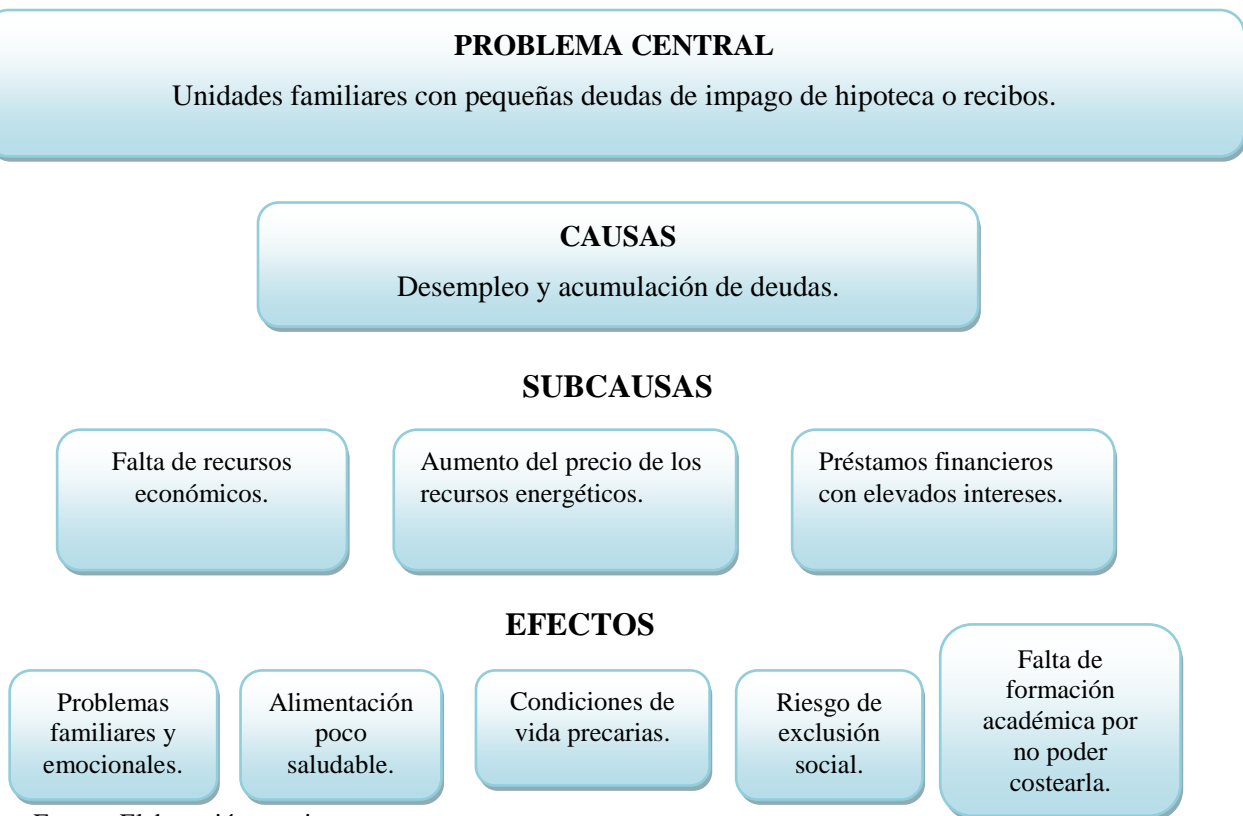 PROBLEMA CENTRAL
Unidades familiares con pequeñas deudas de impago de hipoteca o recibos.
CAUSAS
Desempleo y acumulación de deudas.
SUBCAUSAS
Falta de recursos
económicos.
Aumento del precio de los
recursos energéticos.
Préstamos financieros
con elevados intereses.
EFECTOS
Problemas
familiares y
emocionales.
Alimentación
poco
saludable.
Condiciones de
vida precarias.
Riesgo de
exclusión
social.
Falta de
formación
académica por
no poder
costearla.